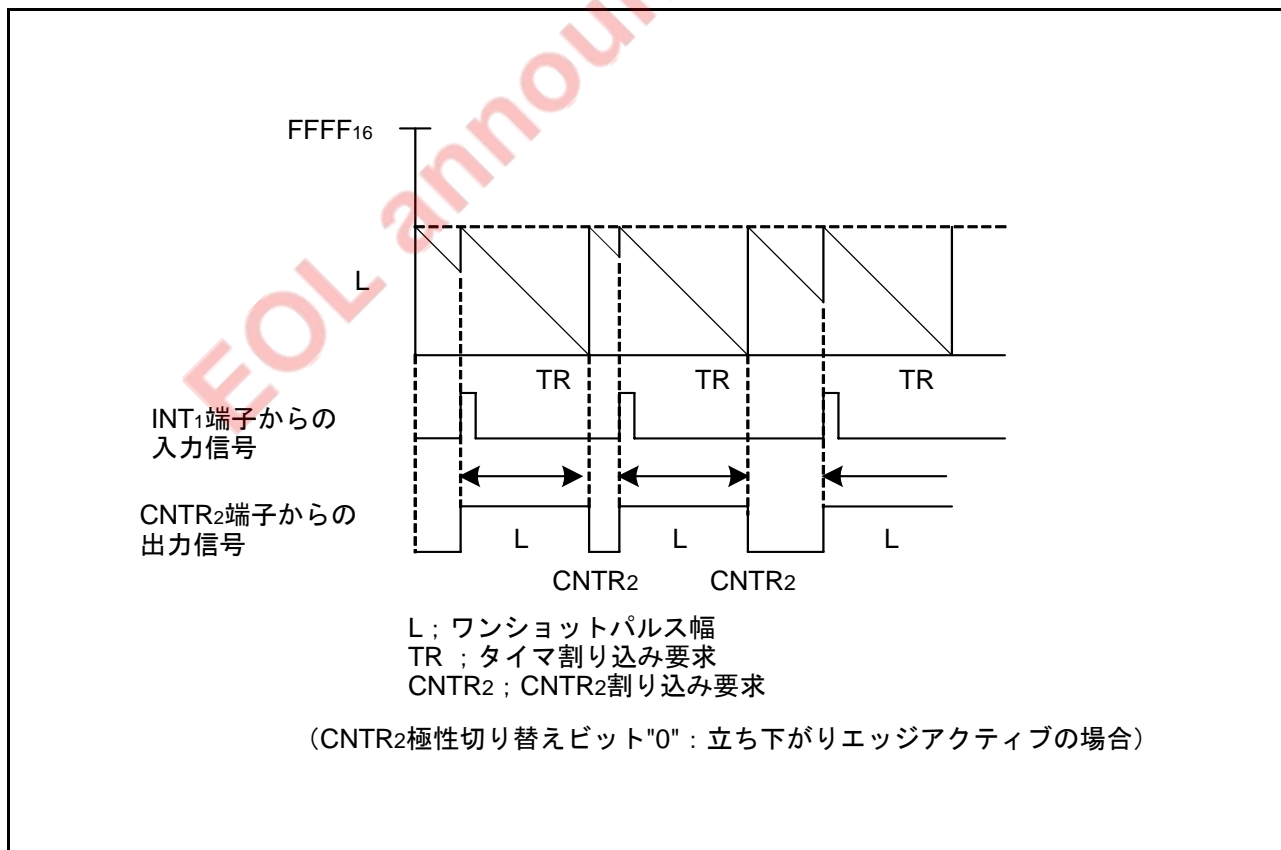 EOL announ
FFFF16
L
TR TR TR
INT1端子からの
入力信号
CNTR2端子からの
出力信号
L L L
CNTR2 CNTR2
L ; ワンショットパルス幅
TR ; タイマ割り込み要求
CNTR2 ; CNTR2割り込み要求
（CNTR2極性切り替えビット"0" : 立ち下がりエッジアクティブの場合）